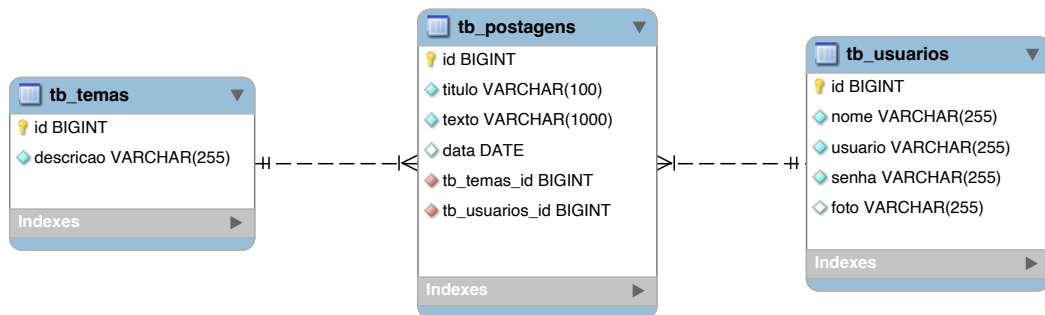 tb_temas
id BIGINT
descricao VARCHAR(255)
Indexes
tb_postagens
id BIGINT
titulo VARCHAR(100)
texto VARCHAR(1000)
data DATE
tb_temas_id BIGINT
tb_usuarios_id BIGINT
Indexes
tb_usuarios
id BIGINT
nome VARCHAR(255)
usuario VARCHAR(255)
senha VARCHAR(255)
foto VARCHAR(255)
Indexes